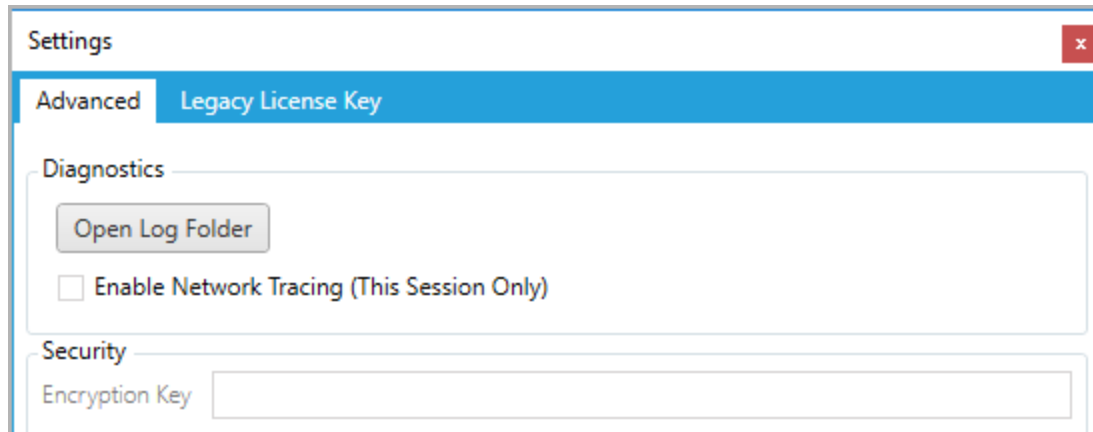 Settings
x
Advanced Legacy License Key
Diagnostics
Open Log Folder
Enable Network Tracing (This Session Only)
Security
Encryption Key